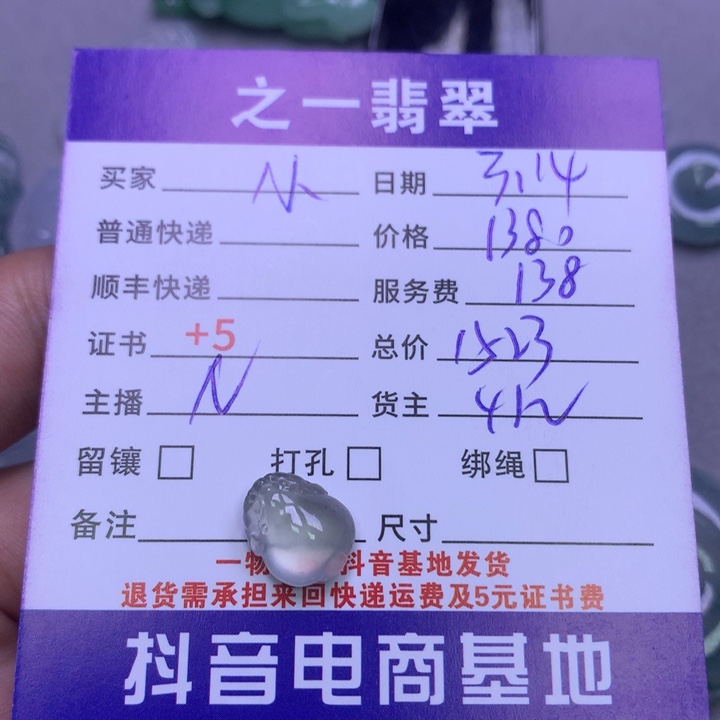 之一翡翠
买家 日期 3.14
普通快递 价格 1380
顺丰快递 服务费 138
证书 +5 总价 1523
主播 N 货主
留镶 打孔 绑绳
备注 尺寸
一物 抖音基地发货
退货需承担来回快递运费及5元证书费
抖音电商基地